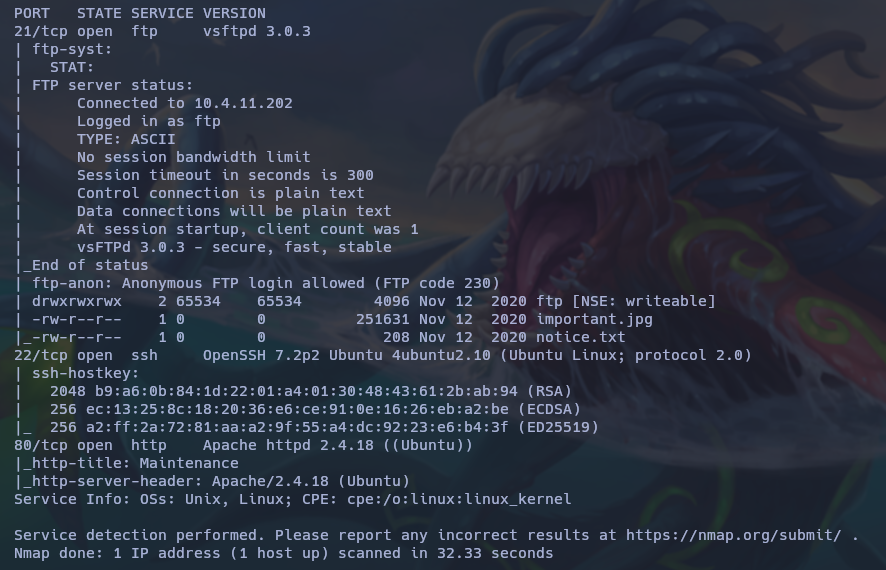 PORT   STATE SERVICE VERSION
21/tcp open  ftp     vsftpd 3.0.3
| ftp-syst:
|   STAT:
| FTP server status:
|      Connected to 10.4.11.202
|      Logged in as ftp
|      TYPE: ASCII
|      No session bandwidth limit
|      Session timeout in seconds is 300
|      Control connection is plain text
|      Data connections will be plain text
|      At session startup, client count was 1
|      vsFTPd 3.0.3 - secure, fast, stable
|_End of status
| ftp-anon: Anonymous FTP login allowed (FTP code 230)
| drwxrwxrwx    2 65534    65534        4096 Nov 12  2020 ftp [NSE: writeable]
| -rw-r--r--    1 0        0          251631 Nov 12  2020 important.jpg
|_-rw-r--r--    1 0        0             208 Nov 12  2020 notice.txt
22/tcp open  ssh     OpenSSH 7.2p2 Ubuntu 4ubuntu2.10 (Ubuntu Linux; protocol 2.0)
| ssh-hostkey:
|   2048 b9:a6:0b:84:1d:22:01:a4:01:30:48:43:61:2b:ab:94 (RSA)
|   256 ec:13:25:8c:18:20:36:e6:ce:91:0e:16:26:eb:a2:be (ECDSA)
|_  256 a2:ff:2a:72:81:aa:a2:9f:55:a4:dc:92:23:e6:b4:3f (ED25519)
80/tcp open  http    Apache httpd 2.4.18 ((Ubuntu))
|_http-title: Maintenance
|_http-server-header: Apache/2.4.18 (Ubuntu)
Service Info: OSs: Unix, Linux; CPE: cpe:/o:linux:linux_kernel

Service detection performed. Please report any incorrect results at https://nmap.org/submit/ .
Nmap done: 1 IP address (1 host up) scanned in 32.33 seconds